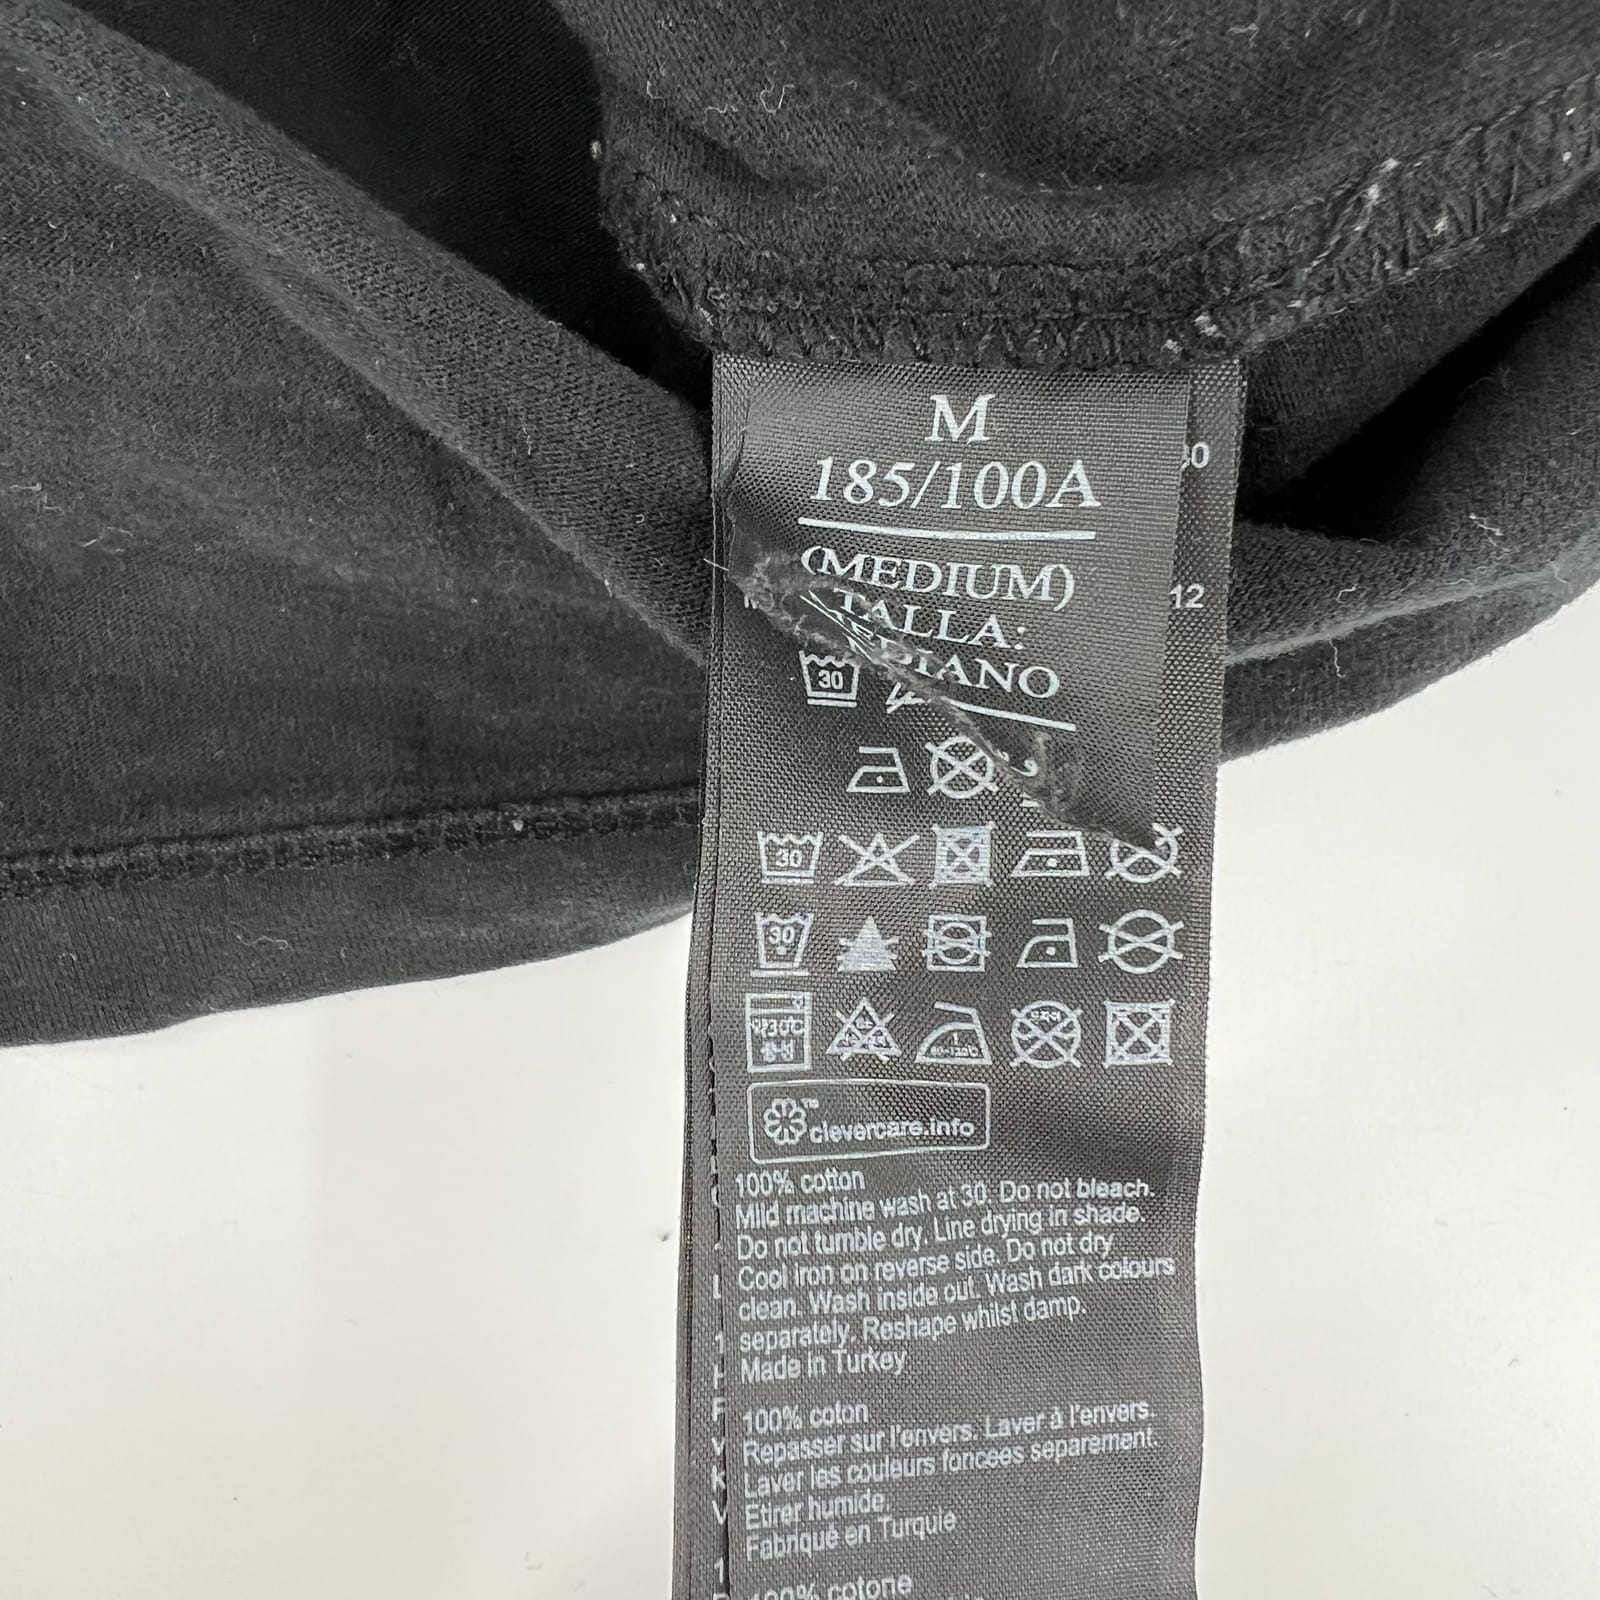 M
185/100A
(MEDIUM)
TALLA:
MEDIANO
12
30
30
30
clevercare.info
100% cotton
Mild machine wash at 30. Do not bleach.
Do not tumble dry. Line drying in shade.
Cool iron on reverse side. Do not dry
clean. Wash inside out. Wash dark colours
separately. Reshape whilst damp.
Made in Turkey
100% coton
Repasser sur l'envers. Laver à l'envers.
Laver les couleurs foncees separement.
Etirer humide.
Fabriqué en Turquie
100% cotone